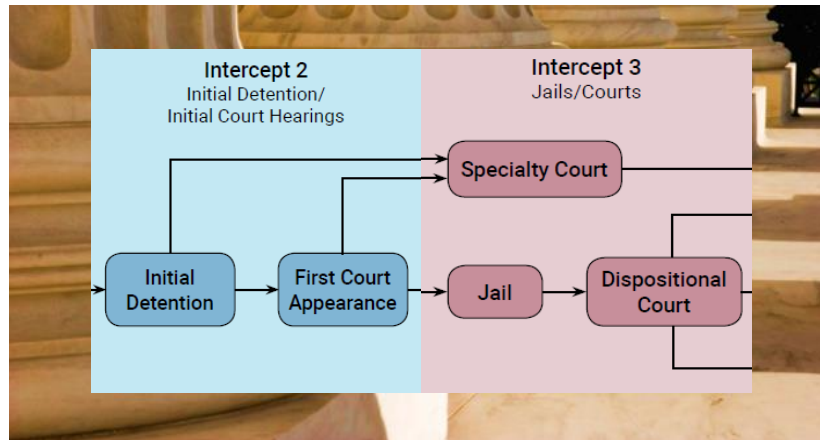 Intercept 2
Initial Detention/
Initial Court Hearings
Intercept 3
Jails/Courts
Specialty Court
Initial
Detention
First Court
Appearance
Jail
Dispositional
Court